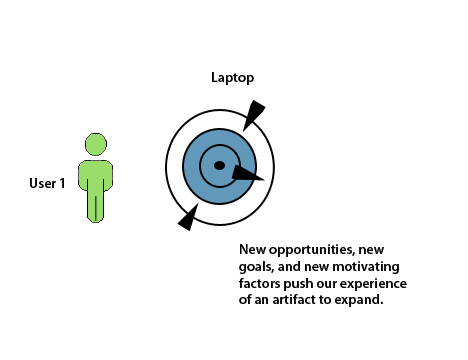 Laptop
User 1
New opportunities, new
goals, and new motivating
factors push our experience
of an artifact to expand.